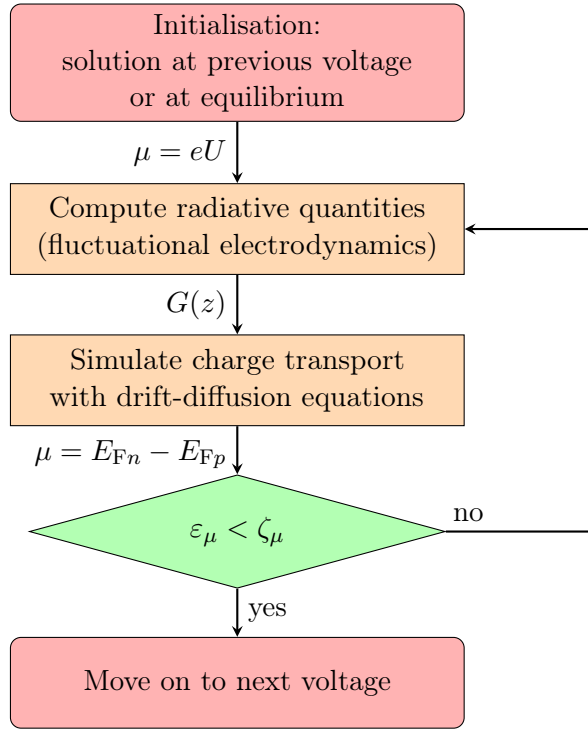 Initialisation:
solution at previous voltage
or at equilibrium
μ = eU
Compute radiative quantities
(fluctuational electrodynamics)
G(z)
Simulate charge transport
with drift-diffusion equations
μ = E_Fn − E_Fp
ε_μ < ζ_μ
no
yes
Move on to next voltage